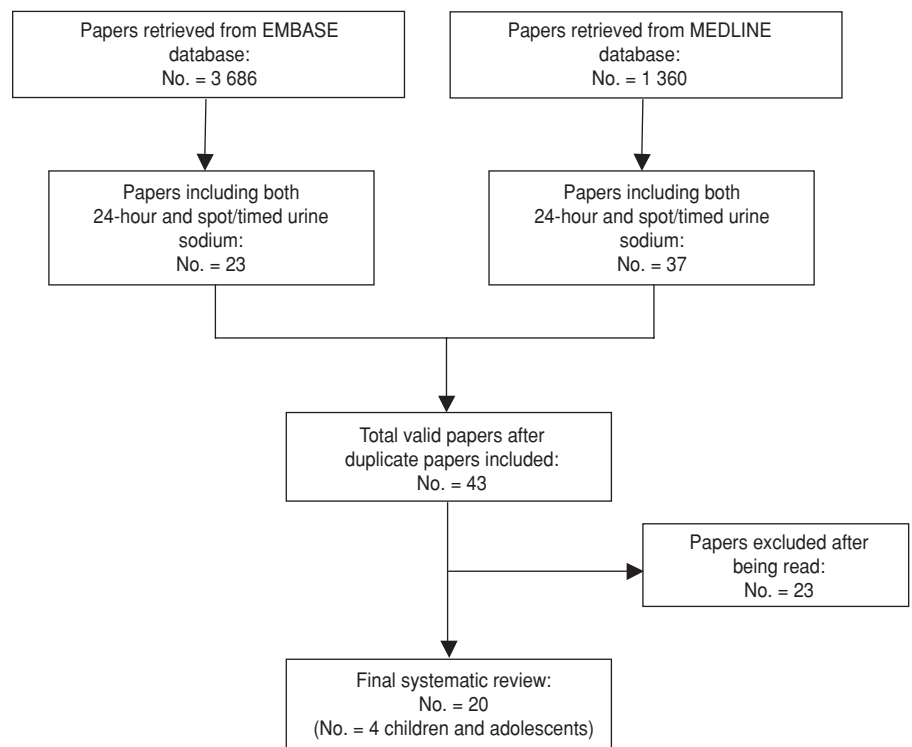 Papers retrieved from EMBASE
database:
No. = 3 686
Papers retrieved from MEDLINE
database:
No. = 1 360
Papers including both
24-hour and spot/timed urine
sodium:
No. = 23
Papers including both
24-hour and spot/timed urine
sodium:
No. = 37
Total valid papers after
duplicate papers included:
No. = 43
Papers excluded after
being read:
No. = 23
Final systematic review:
No. = 20
(No. = 4 children and adolescents)